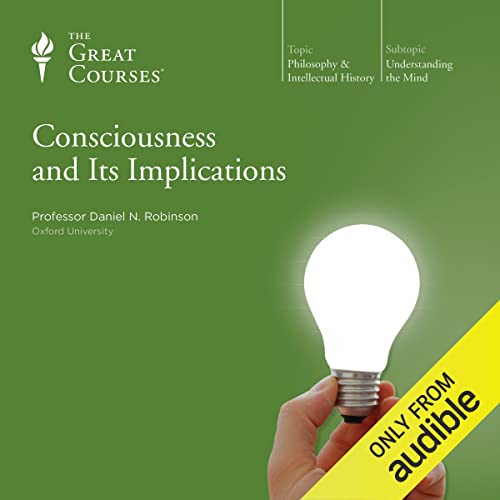 THE
GREAT
COURSES®
Topic
Philosophy &
Intellectual History
Subtopic
Understanding
the Mind
Consciousness
and Its Implications
Professor Daniel N. Robinson
Oxford University
ONLY FROM
audible